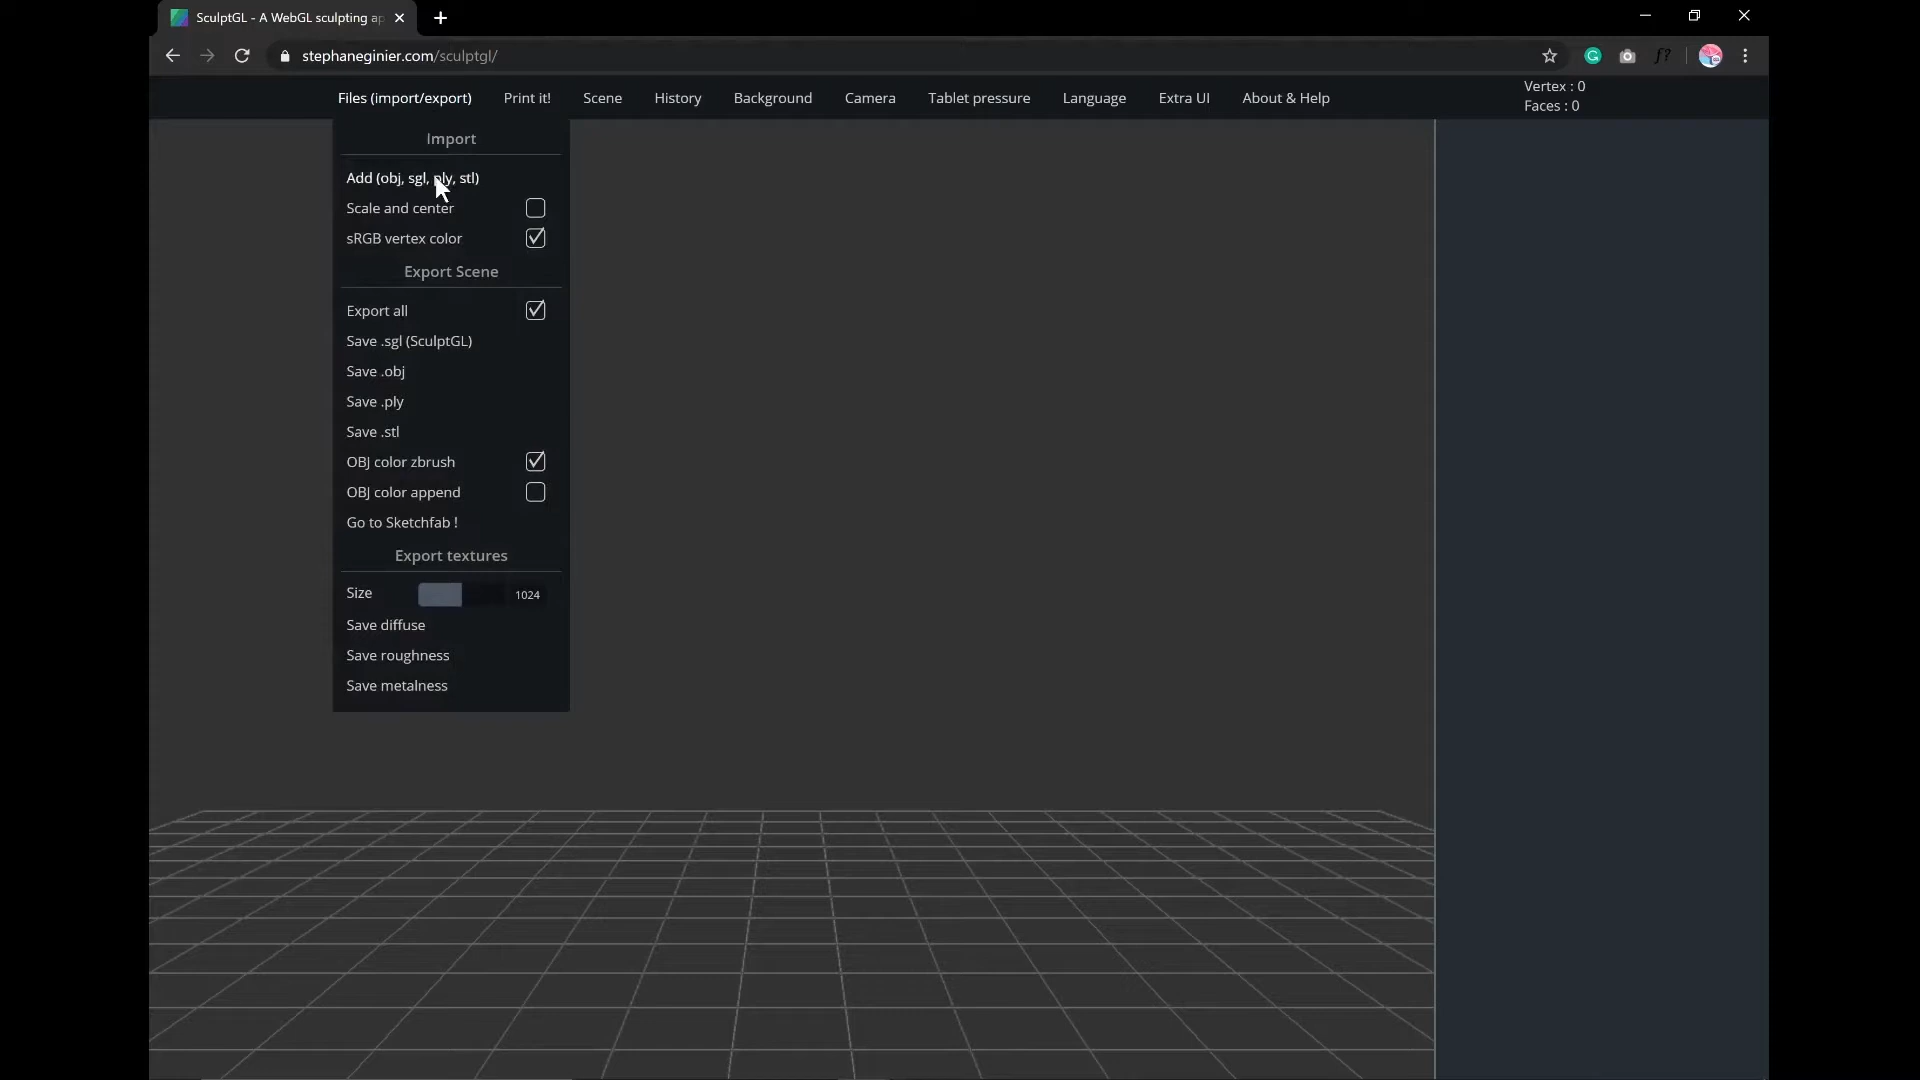 SculptGL - A WebGL sculpting ap
stephaneginier.com/sculptgl/
Files (import/export) Print it! Scene History Background Camera Tablet pressure Language Extra UI About & Help
Vertex : 0
Faces : 0
Import
Add (obj, sgl, ply, stl)
Scale and center
sRGB vertex color
Export Scene
Export all
Save .sgl (SculptGL)
Save .obj
Save .ply
Save .stl
OBJ color zbrush
OBJ color append
Go to Sketchfab !
Export textures
Size 1024
Save diffuse
Save roughness
Save metalness